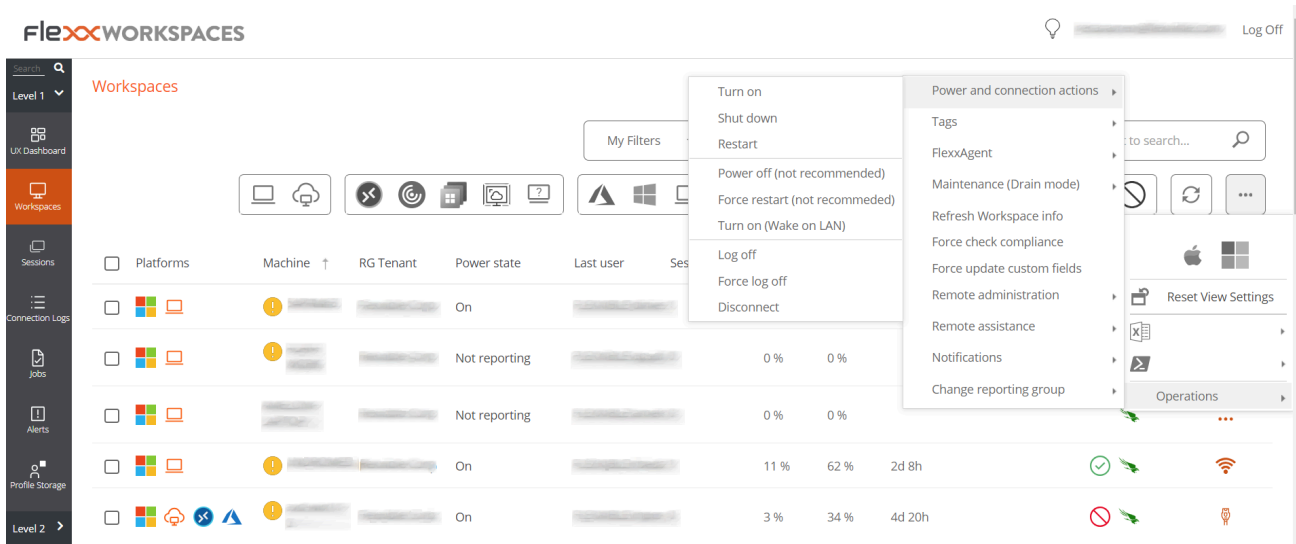 FlexxWORKSPACES
Log Off
Search
Level 1
UX Dashboard
Workspaces
Sessions
Connection Logs
Jobs
Alerts
Profile Storage
Level 2
Workspaces
My Filters
to search...
Turn on
Shut down
Restart
Power off (not recommended)
Force restart (not recommeded)
Turn on (Wake on LAN)
Log off
Force log off
Disconnect
Power and connection actions
Tags
FlexxAgent
Maintenance (Drain mode)
Refresh Workspace info
Force check compliance
Force update custom fields
Remote administration
Remote assistance
Notifications
Change reporting group
Reset View Settings
Operations
Platforms Machine ↑ RG Tenant Power state Last user Ses
On
Not reporting 0 % 0 %
Not reporting 0 % 0 %
On 11 % 62 % 2d 8h
On 3 % 34 % 4d 20h